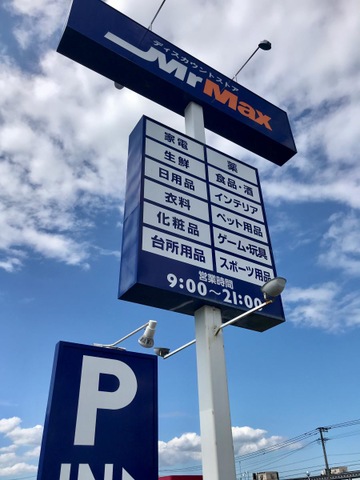 ディスカウントストア
MrMax
家電
薬
生鮮
食品・酒
日用品
インテリア
衣料
ペット用品
化粧品
ゲーム・玩具
台所用品
スポーツ用品
営業時間
9:00～21:00
P
IN